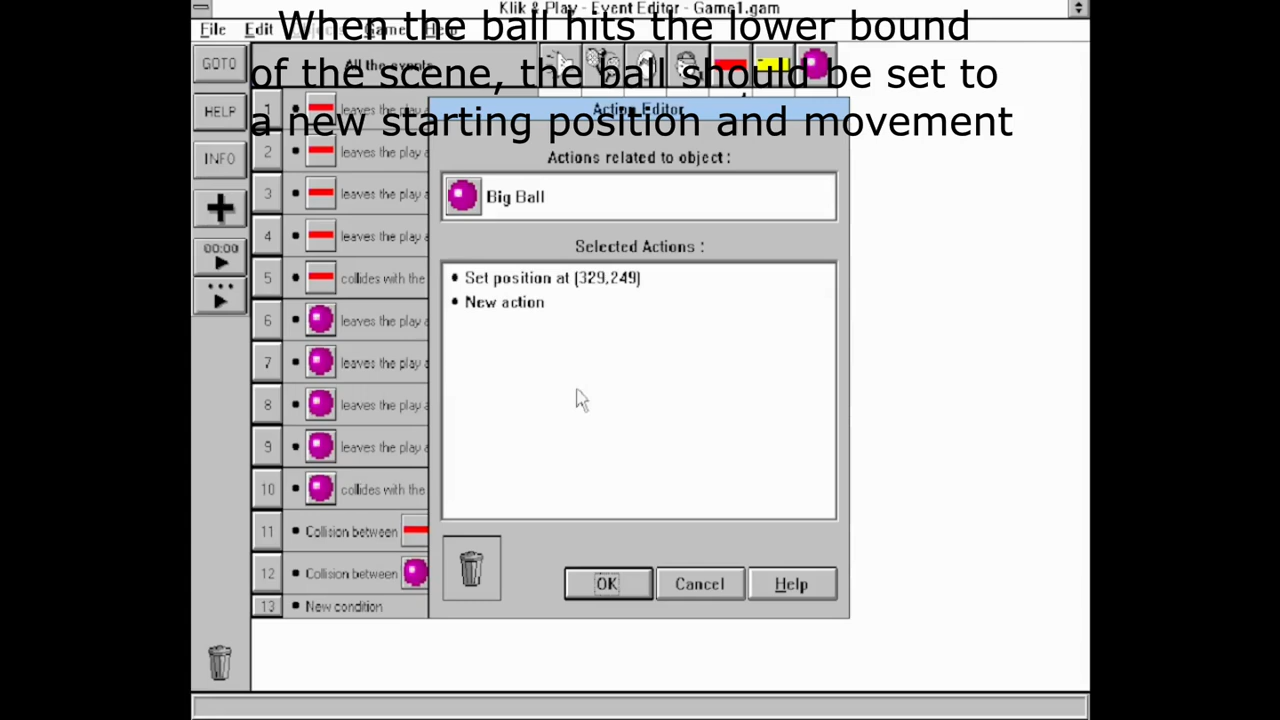 Klik & Play - Event Editor - Game1.gam
When the ball hits the lower bound
of the scene, the ball should be set to
a new starting position and movement
File Edit Game Help
GOTO
All the events
HELP
INFO
00:00
1 leaves the play a
2 leaves the play a
3 leaves the play a
4 leaves the play a
5 collides with the
6 leaves the play a
7 leaves the play a
8 leaves the play a
9 leaves the play a
10 collides with the
11 Collision between
12 Collision between
13 New condition
Action Editor
Actions related to object :
Big Ball
Selected Actions :
Set position at (329,249)
New action
OK Cancel Help